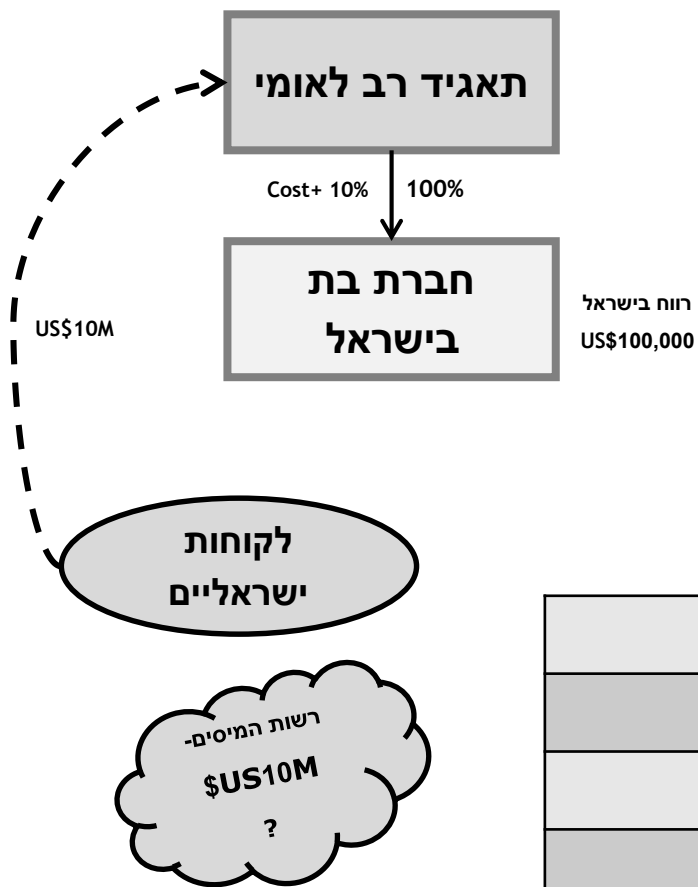 תאגיד רב לאומי
Cost+ 10%
100%
חברת בת
בישראל
רווח בישראל
US$100,000
US$10M
לקוחות
ישראליים
רשות המיסים-
$US10M
?